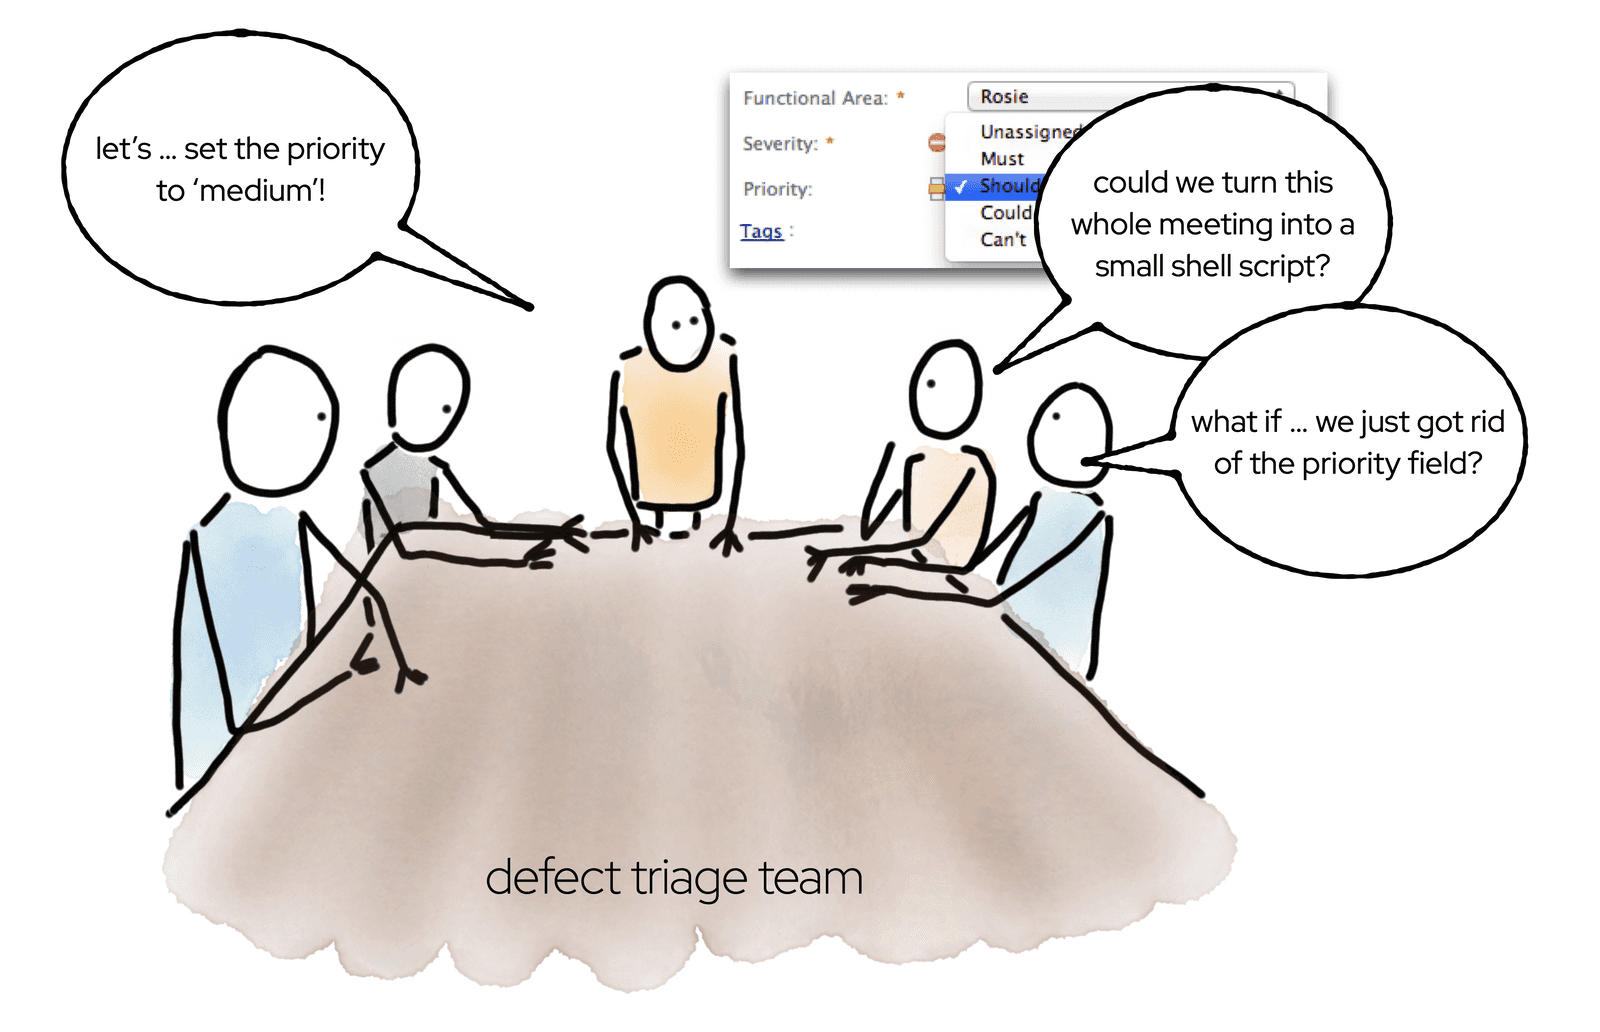 let's ... set the priority
to 'medium'!
Functional Area: *
Rosie
Severity: *
Unassigned
Must
Priority:
Should
Could
Tags :
Can't
could we turn this
whole meeting into a
small shell script?
what if ... we just got rid
of the priority field?
defect triage team